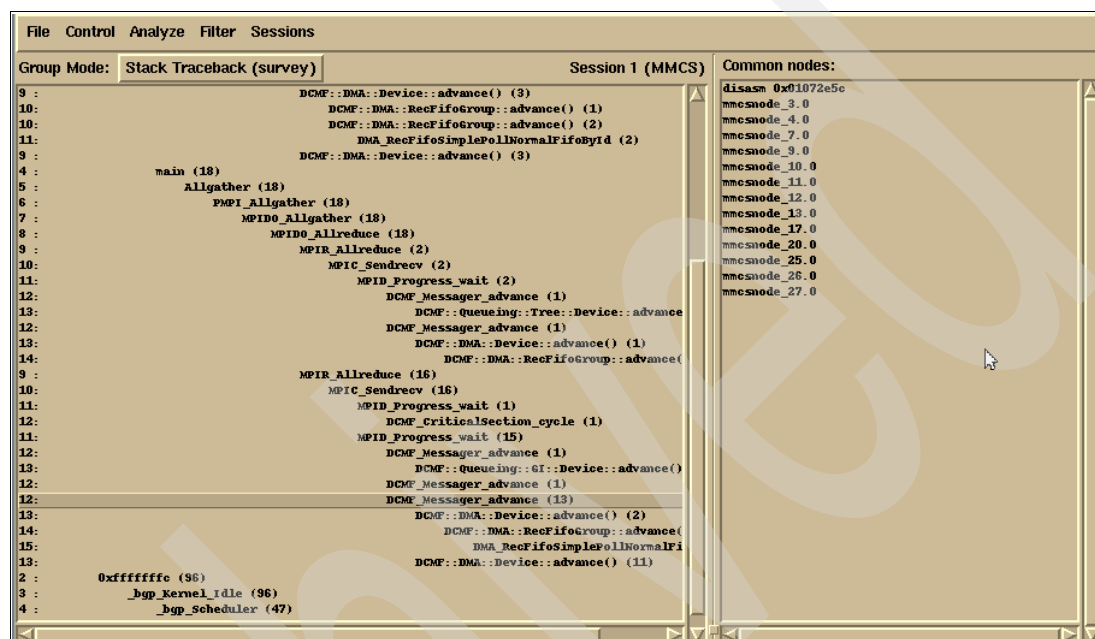 File Control Analyze Filter Sessions
Group Mode: Stack Traceback (survey) Session 1 (MMCS) Common nodes:
9 : DCMF::DMA::Device::advance() (3)
10: DCMF::DMA::RecFifoGroup::advance() (1)
10: DCMF::DMA::RecFifoGroup::advance() (2)
11: DMA_RecFifoSimplePollNormalFifoById (2)
9 : DCMF::DMA::Device::advance() (3)
4 : main (18)
5 : Allgather (18)
6 : PMPI_Allgather (18)
7 : MPIDO_Allgather (18)
8 : MPIDO_Allreduce (18)
9 : MPIR_Allreduce (2)
10: MPIC_Sendrecv (2)
11: MPID_Progress_wait (2)
12: DCMF_Messager_advance (1)
13: DCMF::Queueing::Tree::Device::advance
12: DCMF_Messager_advance (1)
13: DCMF::DMA::Device::advance() (1)
14: DCMF::DMA::RecFifoGroup::advance(
9 : MPIR_Allreduce (16)
10: MPIC_Sendrecv (16)
11: MPID_Progress_wait (1)
12: DCMF_CriticalSection_cycle (1)
11: MPID_Progress_wait (15)
12: DCMF_Messager_advance (1)
13: DCMF::Queueing::GI::Device::advance()
12: DCMF_Messager_advance (1)
12: DCMF_Messager_advance (13)
13: DCMF::DMA::Device::advance() (2)
14: DCMF::DMA::RecFifoGroup::advance(
15: DMA_RecFifoSimplePollNormalFi
13: DCMF::DMA::Device::advance() (11)
2 : 0xfffffffc (96)
3 : _bgp_Kernel_Idle (96)
4 : _bgp_Scheduler (47)
disasm 0x01072e5c
mmcsnode_3.0
mmcsnode_4.0
mmcsnode_7.0
mmcsnode_9.0
mmcsnode_10.0
mmcsnode_11.0
mmcsnode_12.0
mmcsnode_13.0
mmcsnode_17.0
mmcsnode_20.0
mmcsnode_25.0
mmcsnode_26.0
mmcsnode_27.0